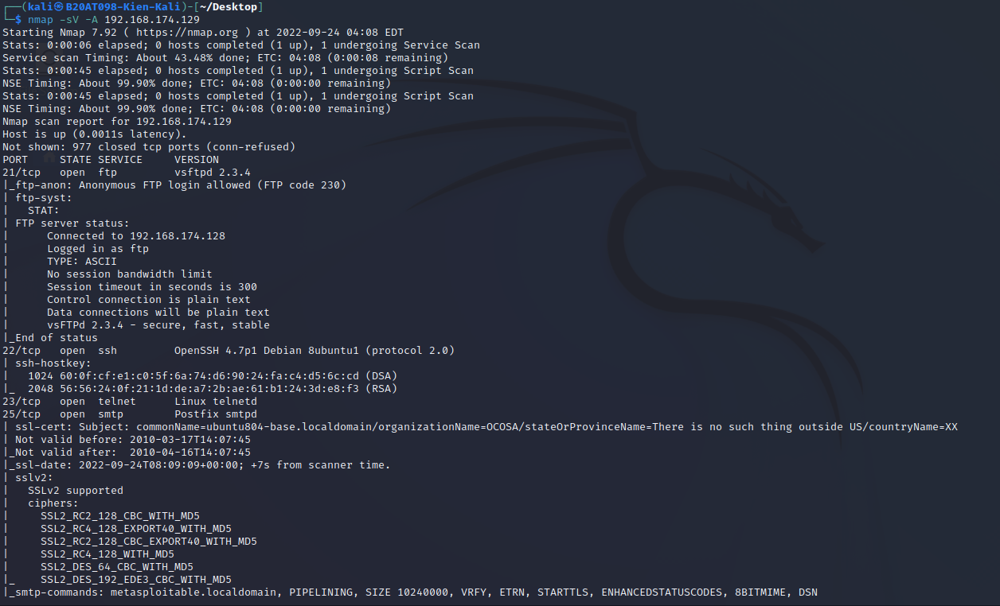 ┌──(kali㉿B20AT098-Kien-Kali)-[~/Desktop]
└─$ nmap -sV -A 192.168.174.129
Starting Nmap 7.92 ( https://nmap.org ) at 2022-09-24 04:08 EDT
Stats: 0:00:06 elapsed; 0 hosts completed (1 up), 1 undergoing Service Scan
Service scan Timing: About 43.48% done; ETC: 04:08 (0:00:08 remaining)
Stats: 0:00:45 elapsed; 0 hosts completed (1 up), 1 undergoing Script Scan
NSE Timing: About 99.90% done; ETC: 04:08 (0:00:00 remaining)
Stats: 0:00:45 elapsed; 0 hosts completed (1 up), 1 undergoing Script Scan
NSE Timing: About 99.90% done; ETC: 04:08 (0:00:00 remaining)
Nmap scan report for 192.168.174.129
Host is up (0.0011s latency).
Not shown: 977 closed tcp ports (conn-refused)
PORT     STATE SERVICE     VERSION
21/tcp   open  ftp         vsftpd 2.3.4
|_ftp-anon: Anonymous FTP login allowed (FTP code 230)
| ftp-syst:
|   STAT:
| FTP server status:
|      Connected to 192.168.174.128
|      Logged in as ftp
|      TYPE: ASCII
|      No session bandwidth limit
|      Session timeout in seconds is 300
|      Control connection is plain text
|      Data connections will be plain text
|      vsFTPd 2.3.4 - secure, fast, stable
|_End of status
22/tcp   open  ssh         OpenSSH 4.7p1 Debian 8ubuntu1 (protocol 2.0)
| ssh-hostkey:
|   1024 60:0f:cf:e1:c0:5f:6a:74:d6:90:24:fa:c4:d5:6c:cd (DSA)
|_  2048 56:56:24:0f:21:1d:de:a7:2b:ae:61:b1:24:3d:e8:f3 (RSA)
23/tcp   open  telnet      Linux telnetd
25/tcp   open  smtp        Postfix smtpd
| ssl-cert: Subject: commonName=ubuntu804-base.localdomain/organizationName=OCOSA/stateOrProvinceName=There is no such thing outside US/countryName=XX
| Not valid before: 2010-03-17T14:07:45
|_Not valid after:  2010-04-16T14:07:45
|_ssl-date: 2022-09-24T08:09:09+00:00; +7s from scanner time.
| sslv2:
|   SSLv2 supported
|   ciphers:
|     SSL2_RC2_128_CBC_WITH_MD5
|     SSL2_RC4_128_EXPORT40_WITH_MD5
|     SSL2_RC2_128_CBC_EXPORT40_WITH_MD5
|     SSL2_RC4_128_WITH_MD5
|     SSL2_DES_64_CBC_WITH_MD5
|_    SSL2_DES_192_EDE3_CBC_WITH_MD5
|_smtp-commands: metasploitable.localdomain, PIPELINING, SIZE 10240000, VRFY, ETRN, STARTTLS, ENHANCEDSTATUSCODES, 8BITMIME, DSN